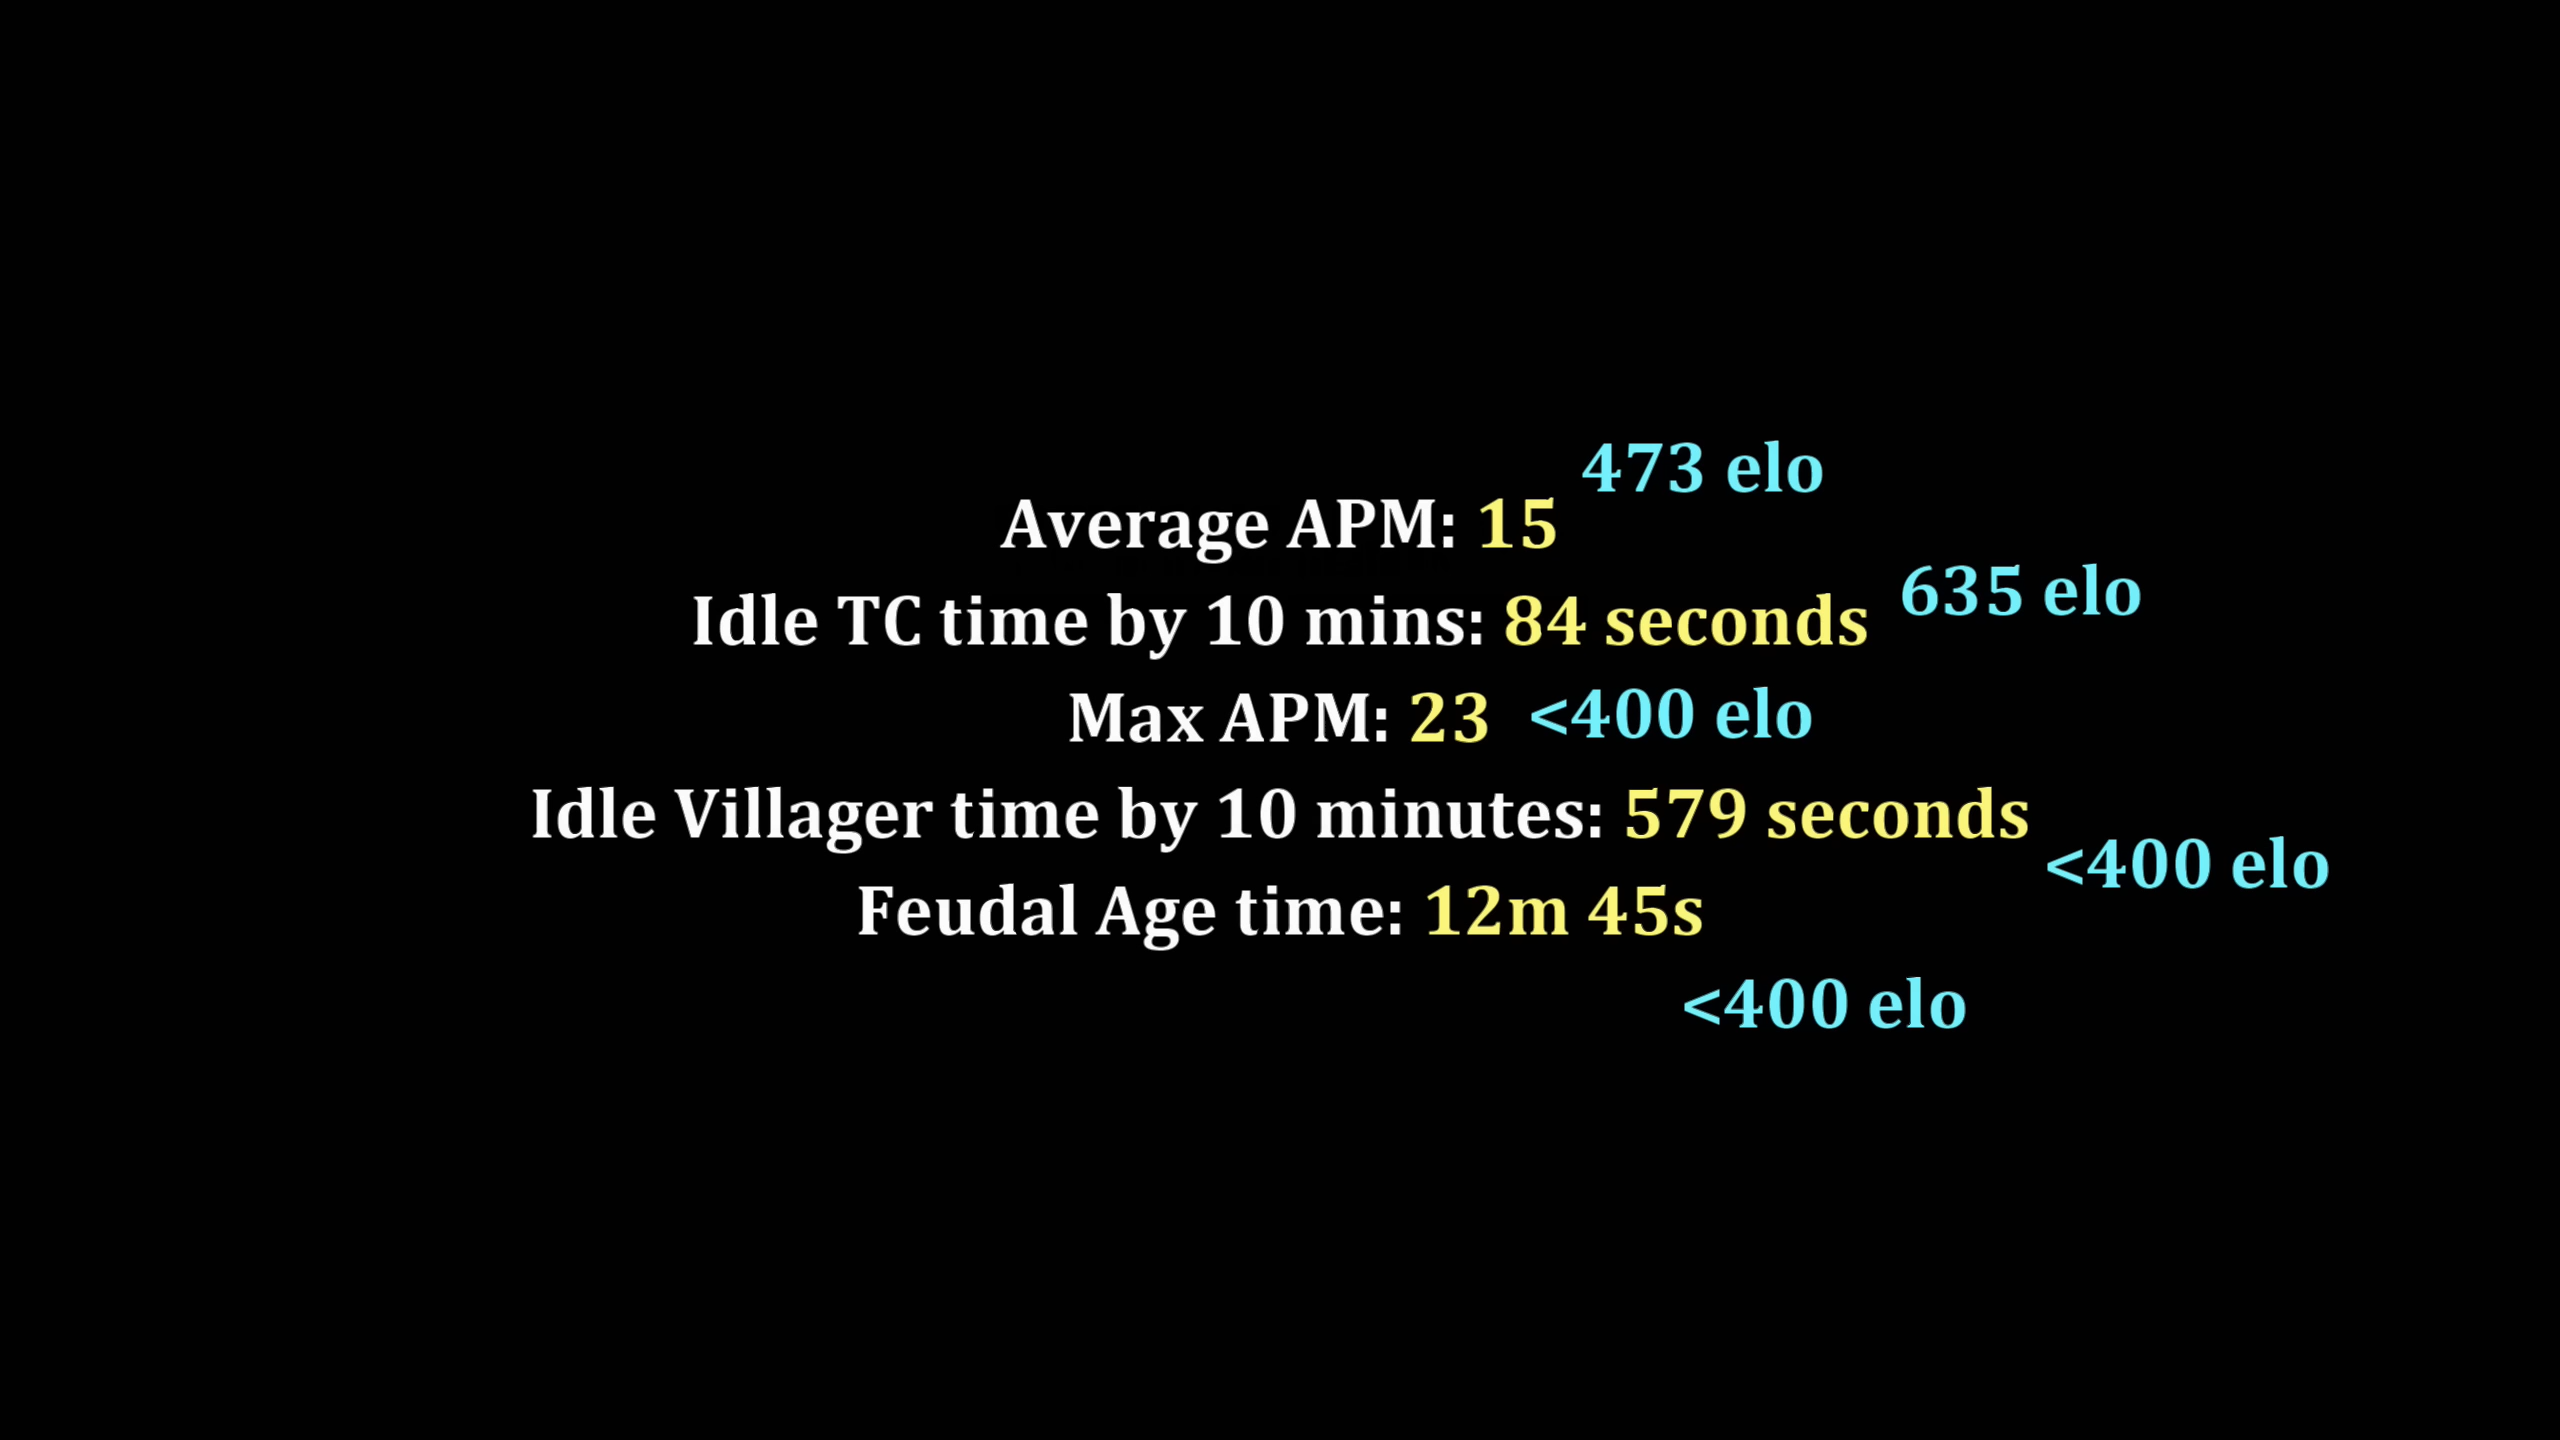 473 elo
Average APM: 15
635 elo
Idle TC time by 10 mins: 84 seconds
Max APM: 23 <400 elo
Idle Villager time by 10 minutes: 579 seconds
<400 elo
Feudal Age time: 12m 45s
<400 elo